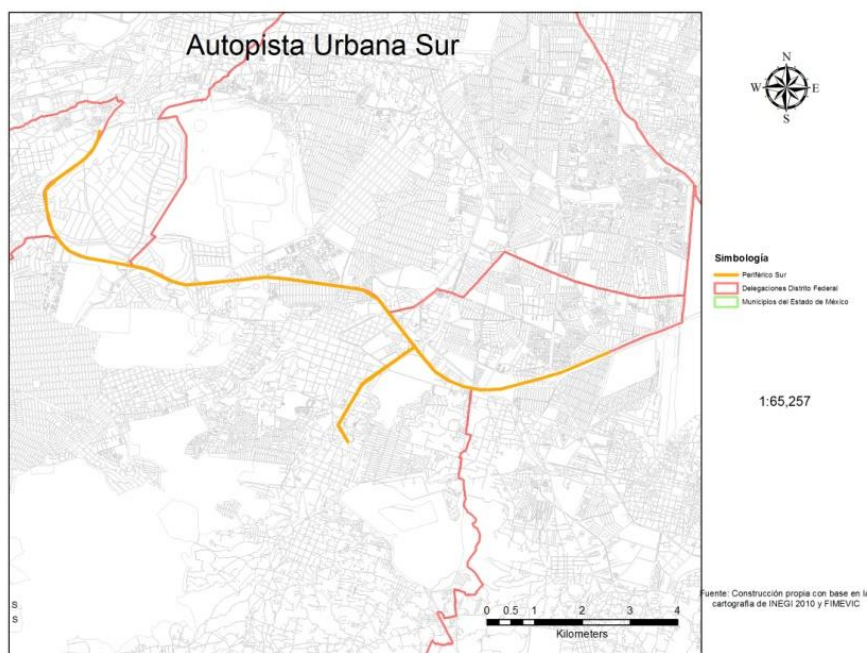 Autopista Urbana Sur
N
W E
S
Simbología
Periférico Sur
Delegaciones Distrito Federal
Municipios del Estado de México
1:65,257
S
S
0 0.5 1 2 3 4
Kilometers
Fuente: Construcción propia con base en la
cartografía de INEGI 2010 y FIMEVIC